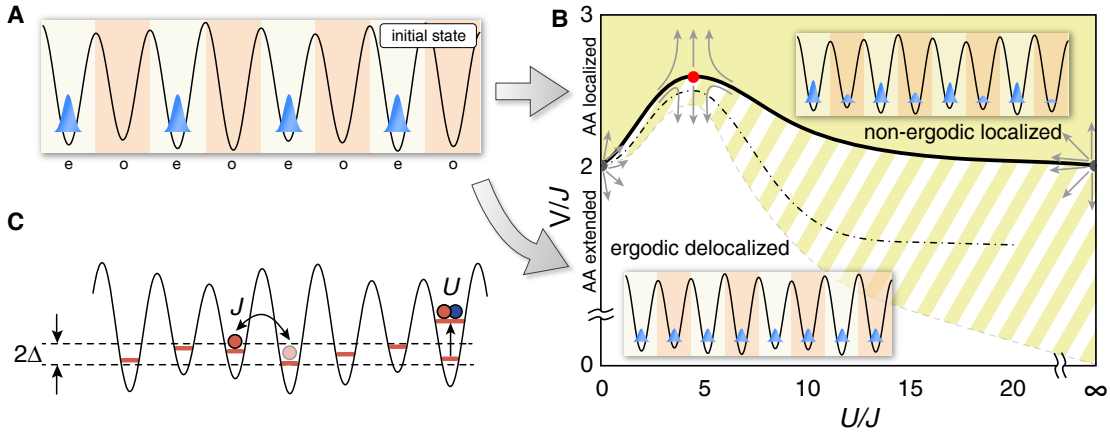 A
initial state
e o e o e o e o
C
J
U
2Δ
B
3
2
0
V/J
AA localized
AA extended
non-ergodic localized
ergodic delocalized
0 5 10 15 20 ∞
U/J